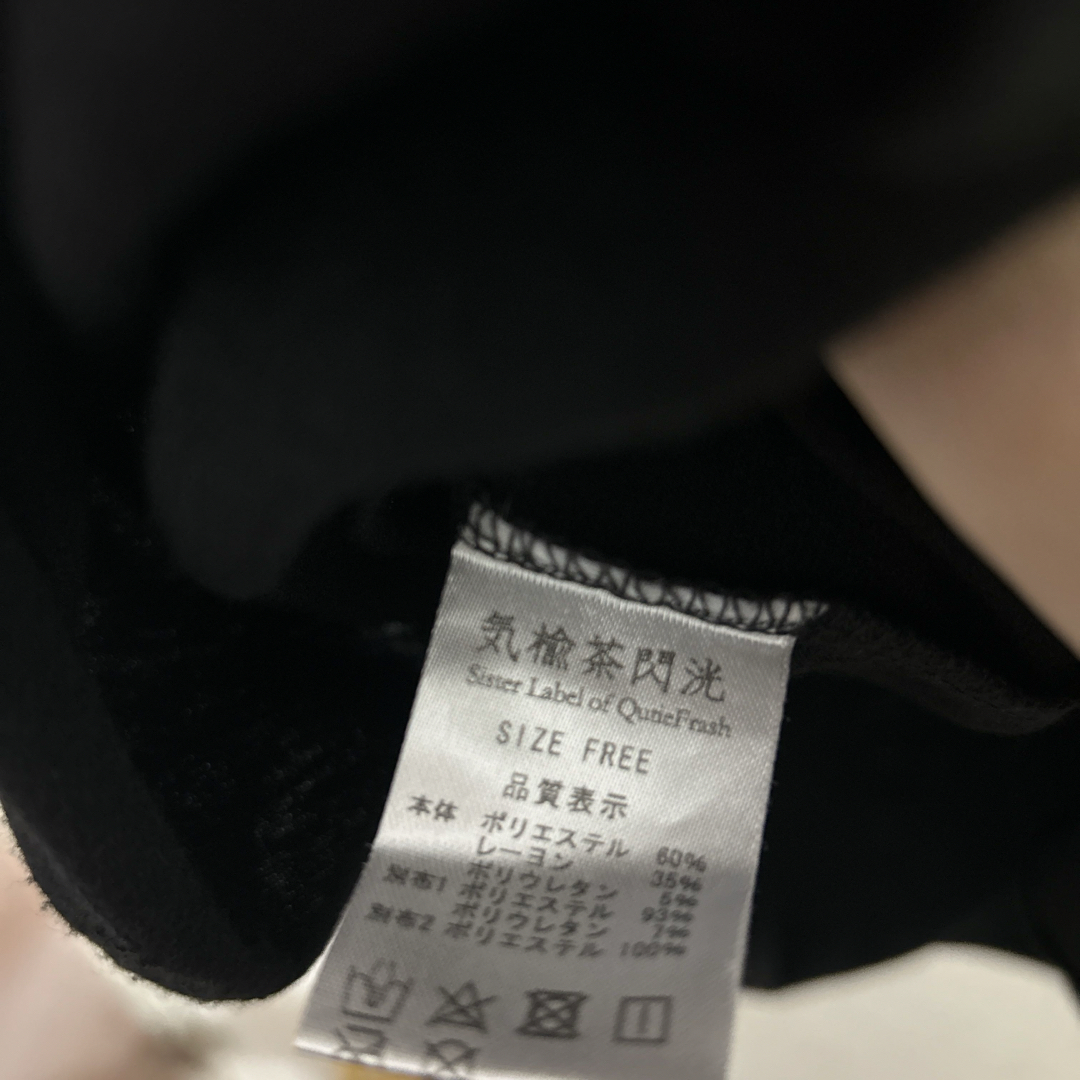 気楡茶閃洸
Sister Label of QutieFrash
SIZE FREE
品質表示
本体 ポリエステル 60%
レーヨン 35%
ポリウレタン 5%
別布1 ポリエステル 93%
ポリウレタン 7%
別布2 ポリエステル 100%